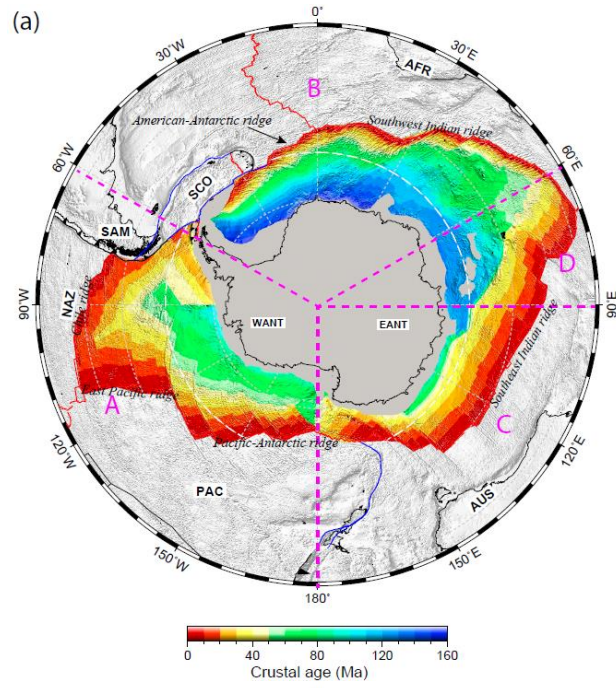 (a)
0°
30°E
60°E
90°E
120°E
150°E
180°
150°W
120°W
90°W
60°W
30°W
B
AFR
American-Antarctic ridge
Southwest Indian ridge
SCO
SAM
D
NAZ
Chile ridge
WANT
EANT
Southeast Indian ridge
East Pacific ridge
A
C
Pacific-Antarctic ridge
PAC
AUS
0 40 80 120 160
Crustal age (Ma)